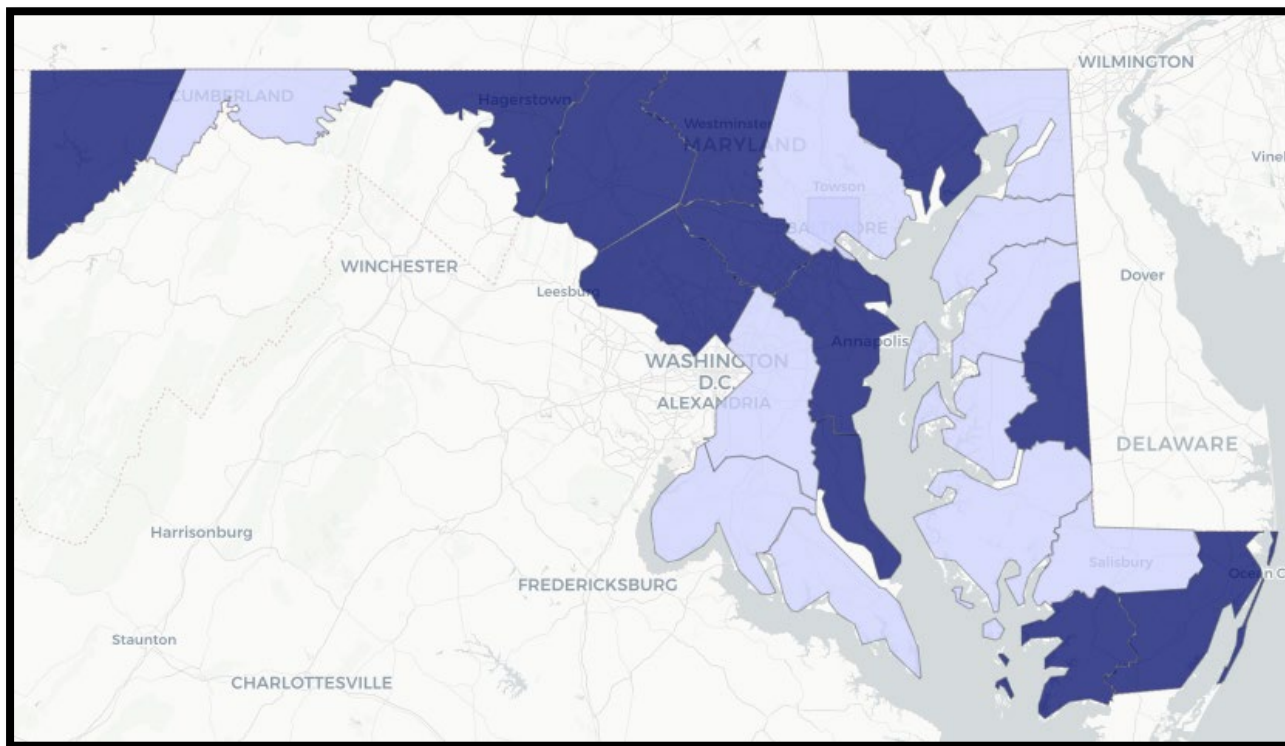 WILMINGTON
CUMBERLAND
Hagerstown
Westminster
MARYLAND
Vinel
Towson
BALTIMORE
WINCHESTER
Dover
Leesburg
Annapolis
WASHINGTON
D.C.
ALEXANDRIA
DELAWARE
Harrisonburg
Salisbury
Ocean C
FREDERICKSBURG
Staunton
CHARLOTTESVILLE